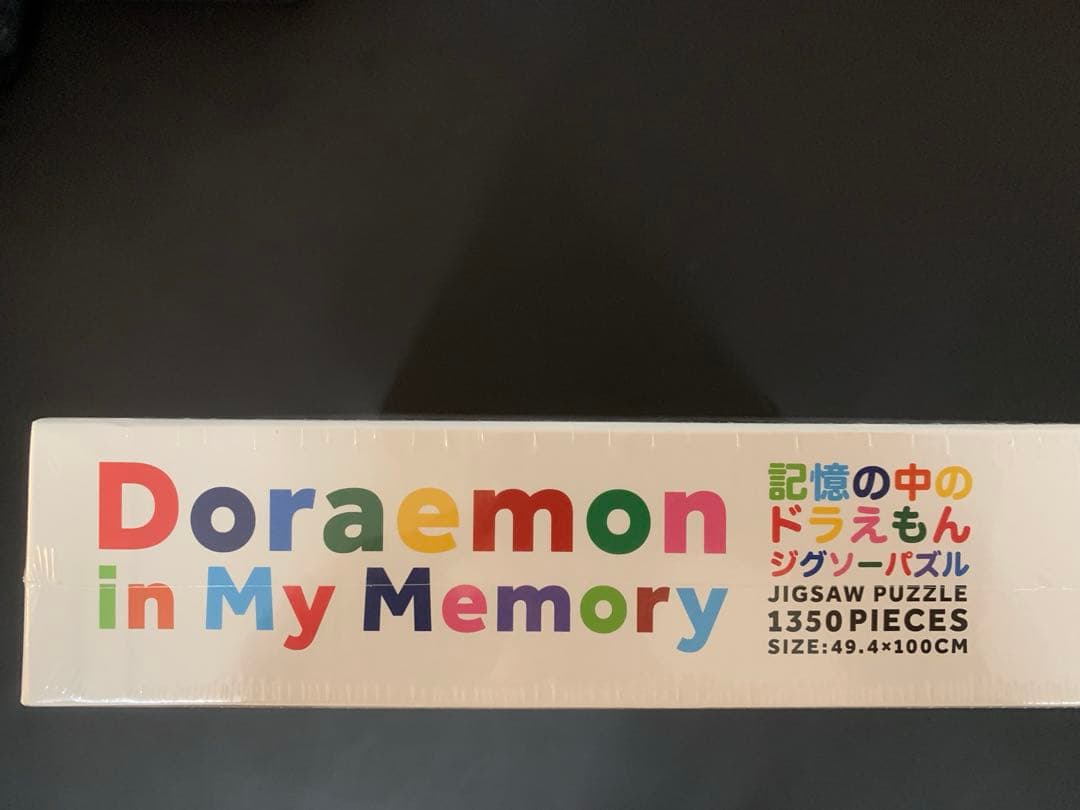 Doraemon
in My Memory
記憶の中の
ドラえもん
ジグソーパズル
JIGSAW PUZZLE
1350 PIECES
SIZE:49.4×100CM